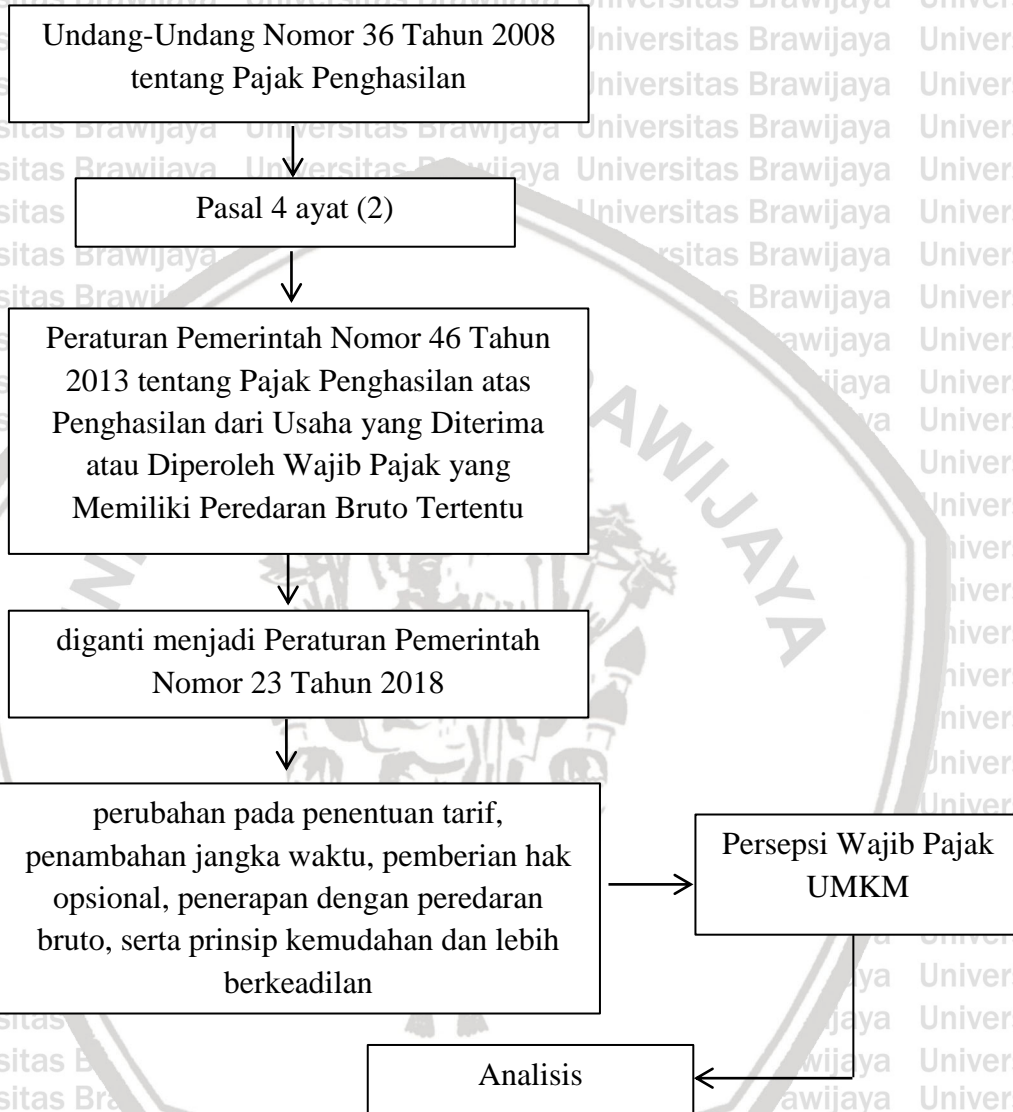 Undang-Undang Nomor 36 Tahun 2008
tentang Pajak Penghasilan
Pasal 4 ayat (2)
Peraturan Pemerintah Nomor 46 Tahun
2013 tentang Pajak Penghasilan atas
Penghasilan dari Usaha yang Diterima
atau Diperoleh Wajib Pajak yang
Memiliki Peredaran Bruto Tertentu
diganti menjadi Peraturan Pemerintah
Nomor 23 Tahun 2018
perubahan pada penentuan tarif,
penambahan jangka waktu, pemberian hak
opsional, penerapan dengan peredaran
bruto, serta prinsip kemudahan dan lebih
berkeadilan
Persepsi Wajib Pajak
UMKM
Analisis